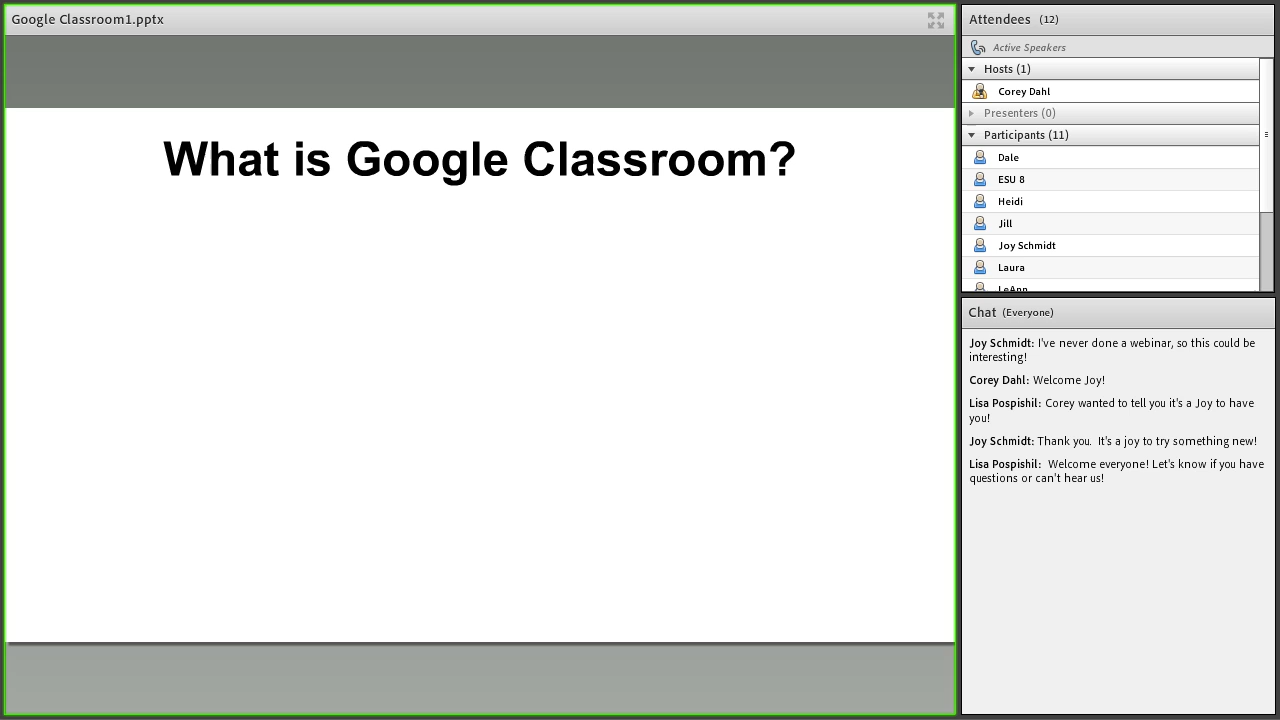 Google Classroom1.pptx
What is Google Classroom?
Attendees (12)
Active Speakers
Hosts (1)
Corey Dahl
Presenters (0)
Participants (11)
Dale
ESU 8
Heidi
Jill
Joy Schmidt
Laura
LeAnn
Chat (Everyone)
Joy Schmidt: I've never done a webinar, so this could be
interesting!
Corey Dahl: Welcome Joy!
Lisa Pospishil: Corey wanted to tell you it's a Joy to have
you!
Joy Schmidt: Thank you.  It's a joy to try something new!
Lisa Pospishil:  Welcome everyone! Let's know if you have
questions or can't hear us!